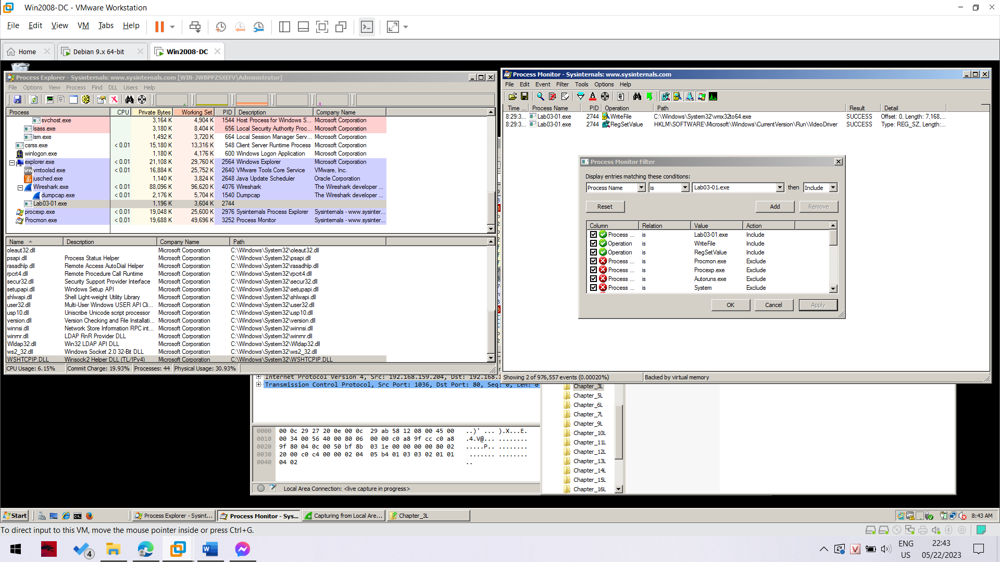 Win2008-DC - VMware Workstation
File Edit View VM Tabs Help
Home Debian 9.x 64-bit Win2008-DC
Process Explorer - Sysinternals: www.sysinternals.com [WIN-JWBPPZSXEFV\Administrator]
File Options View Process Find DLL Users Help
Process CPU Private Bytes Working Set PID Description Company Name
svchost.exe 3,164 K 4,904 K 1544 Host Process for Windows S... Microsoft Corporation
lsass.exe 3,180 K 8,404 K 656 Local Security Authority Proc... Microsoft Corporation
lsm.exe 1,492 K 3,720 K 664 Local Session Manager Serv... Microsoft Corporation
csrss.exe < 0.01 15,180 K 13,316 K 548 Client Server Runtime Process Microsoft Corporation
winlogon.exe 1,180 K 4,176 K 600 Windows Logon Application Microsoft Corporation
explorer.exe < 0.01 21,108 K 29,760 K 2564 Windows Explorer Microsoft Corporation
vmtoolsd.exe < 0.01 16,884 K 25,752 K 2640 VMware Tools Core Service VMware, Inc.
jusched.exe 1,140 K 3,824 K 2648 Java Update Scheduler Oracle Corporation
Wireshark.exe < 0.01 88,096 K 96,620 K 4076 Wireshark The Wireshark developer ...
dumpcap.exe < 0.01 2,176 K 5,704 K 1540 Dumpcap The Wireshark developer ...
Lab03-01.exe 1,196 K 3,604 K 2744
procexp.exe < 0.01 19,048 K 25,600 K 2976 Sysinternals Process Explorer Sysinternals - www.sysinter...
Procmon.exe < 0.01 19,688 K 49,696 K 3252 Process Monitor Sysinternals - www.sysinter...
Name Description Company Name Path
oleaut32.dll Microsoft Corporation C:\Windows\System32\oleaut32.dll
psapi.dll Process Status Helper Microsoft Corporation C:\Windows\System32\psapi.dll
rasadhlp.dll Remote Access AutoDial Helper Microsoft Corporation C:\Windows\System32\rasadhlp.dll
rpcrt4.dll Remote Procedure Call Runtime Microsoft Corporation C:\Windows\System32\rpcrt4.dll
secur32.dll Security Support Provider Interface Microsoft Corporation C:\Windows\System32\secur32.dll
setupapi.dll Windows Setup API Microsoft Corporation C:\Windows\System32\setupapi.dll
shlwapi.dll Shell Light-weight Utility Library Microsoft Corporation C:\Windows\System32\shlwapi.dll
user32.dll Multi-User Windows USER API Cli... Microsoft Corporation C:\Windows\System32\user32.dll
usp10.dll Uniscribe Unicode script processor Microsoft Corporation C:\Windows\System32\usp10.dll
version.dll Version Checking and File Installati... Microsoft Corporation C:\Windows\System32\version.dll
winnsi.dll Network Store Information RPC int... Microsoft Corporation C:\Windows\System32\winnsi.dll
winrnr.dll LDAP RnR Provider DLL Microsoft Corporation C:\Windows\System32\winrnr.dll
Wldap32.dll Win32 LDAP API DLL Microsoft Corporation C:\Windows\System32\Wldap32.dll
ws2_32.dll Windows Socket 2.0 32-Bit DLL Microsoft Corporation C:\Windows\System32\ws2_32.dll
WSHTCPIP.DLL Winsock2 Helper DLL (TL/IPv4) Microsoft Corporation C:\Windows\System32\WSHTCPIP.DLL
CPU Usage: 6.15% Commit Charge: 19.93% Processes: 44 Physical Usage: 30.93%
Process Monitor - Sysinternals: www.sysinternals.com
File Edit Event Filter Tools Options Help
Time ... Process Name PID Operation Path Result Detail
8:29:3... Lab03-01.exe 2744 WriteFile C:\Windows\System32\vmx32to64.exe SUCCESS Offset: 0, Length: 7,168,...
8:29:3... Lab03-01.exe 2744 RegSetValue HKLM\SOFTWARE\Microsoft\Windows\CurrentVersion\Run\VideoDriver SUCCESS Type: REG_SZ, Length:...
Process Monitor Filter
Display entries matching these conditions:
Process Name is Lab03-01.exe then Include
Reset Add Remove
Column Relation Value Action
Process ... is Lab03-01.exe Include
Operation is WriteFile Include
Operation is RegSetValue Include
Process ... is Procmon.exe Exclude
Process ... is Procexp.exe Exclude
Process ... is Autoruns.exe Exclude
Process ... is System Exclude
OK Cancel Apply
Showing 2 of 976,557 events (0.00020%) Backed by virtual memory
Internet Protocol Version 4, Src: 192.168.159.204, Dst: 192.168.1
Transmission Control Protocol, Src Port: 1036, Dst Port: 80, Seq: 0, Len: 0
0000 00 0c 29 27 20 0e 00 0c 29 ab 58 12 08 00 45 00 ..)' ... ).X...E.
0010 00 34 00 56 40 00 80 06 00 00 c0 a8 9f cc c0 a8 .4.V@... ........
0020 9f 80 04 0c 00 50 bf 8b 03 1e 00 00 00 00 80 02 .....P.. ........
0030 20 00 c0 c4 00 00 02 04 05 b4 01 03 03 02 01 01 ....... ........
0040 04 02 ..
Local Area Connection: <live capture in progress>
Chapter_3L
Chapter_5L
Chapter_6L
Chapter_7L
Chapter_9L
Chapter_10L
Chapter_11L
Chapter_12L
Chapter_13L
Chapter_14L
Chapter_15L
Chapter_16L
Start Process Explorer - Sysint... Process Monitor - Sys... Capturing from Local Are... Chapter_3L 8:43 AM
To direct input to this VM, move the mouse pointer inside or press Ctrl+G.
4
ENG
US
22:43
05/22/2023